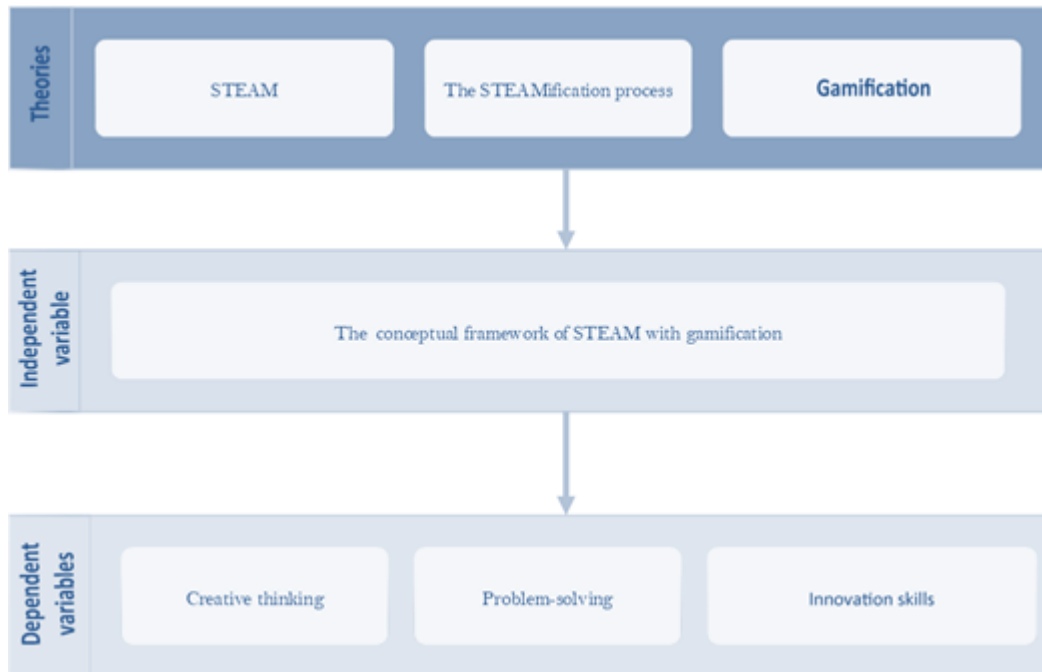 Theories
STEAM
The STEAMification process
Gamification
Independent
variable
The conceptual framework of STEAM with gamification
Dependent
variables
Creative thinking
Problem-solving
Innovation skills